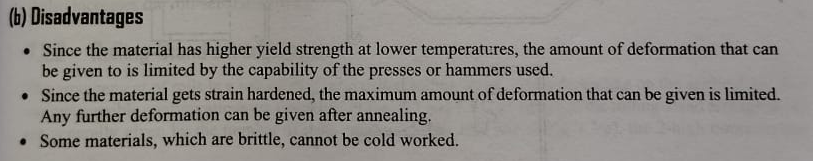 (b) Disadvantages
• Since the material has higher yield strength at lower temperatures, the amount of deformation that can
be given to is limited by the capability of the presses or hammers used.
• Since the material gets strain hardened, the maximum amount of deformation that can be given is limited.
Any further deformation can be given after annealing.
• Some materials, which are brittle, cannot be cold worked.